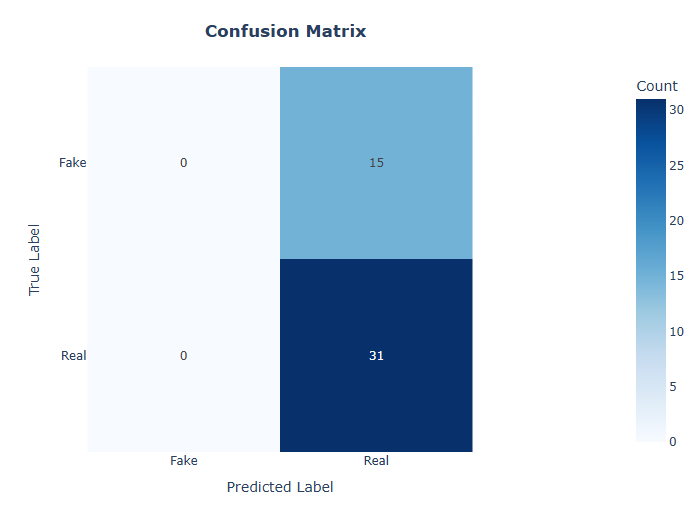 Confusion Matrix
Count
30
25
20
15
10
5
0
True Label
Fake
0
15
Real
0
31
Fake
Real
Predicted Label